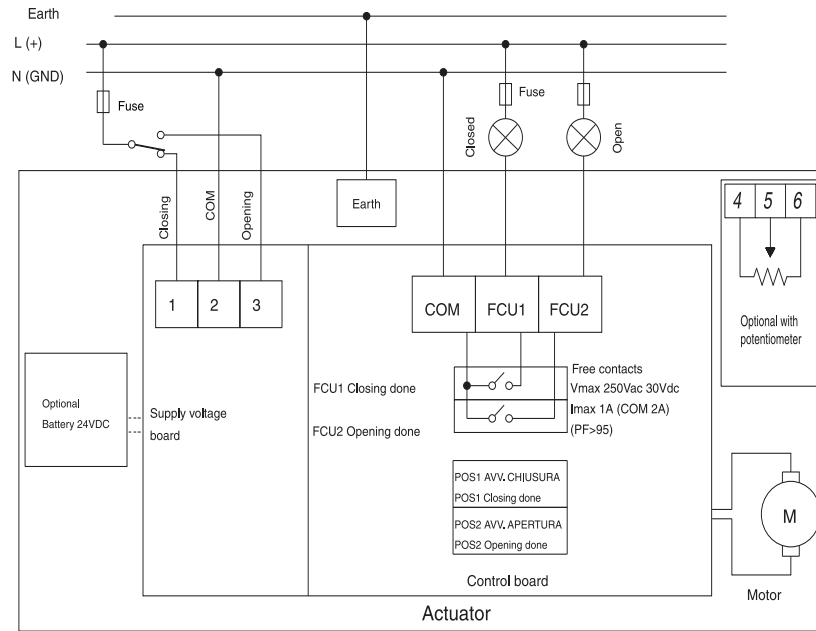 Earth
L (+)
N (GND)
Fuse
Fuse
Closed
Open
Closing
COM
Opening
Earth
4 5 6
Optional with
potentiometer
1 2 3
COM FCU1 FCU2
Free contacts
Vmax 250Vac 30Vdc
Imax 1A (COM 2A)
(PF>95)
FCU1 Closing done
FCU2 Opening done
Optional
Battery 24VDC
Supply voltage
board
POS1 AVV. CHIUSURA
POS1 Closing done
POS2 AVV. APERTURA
POS2 Opening done
Control board
M
Motor
Actuator